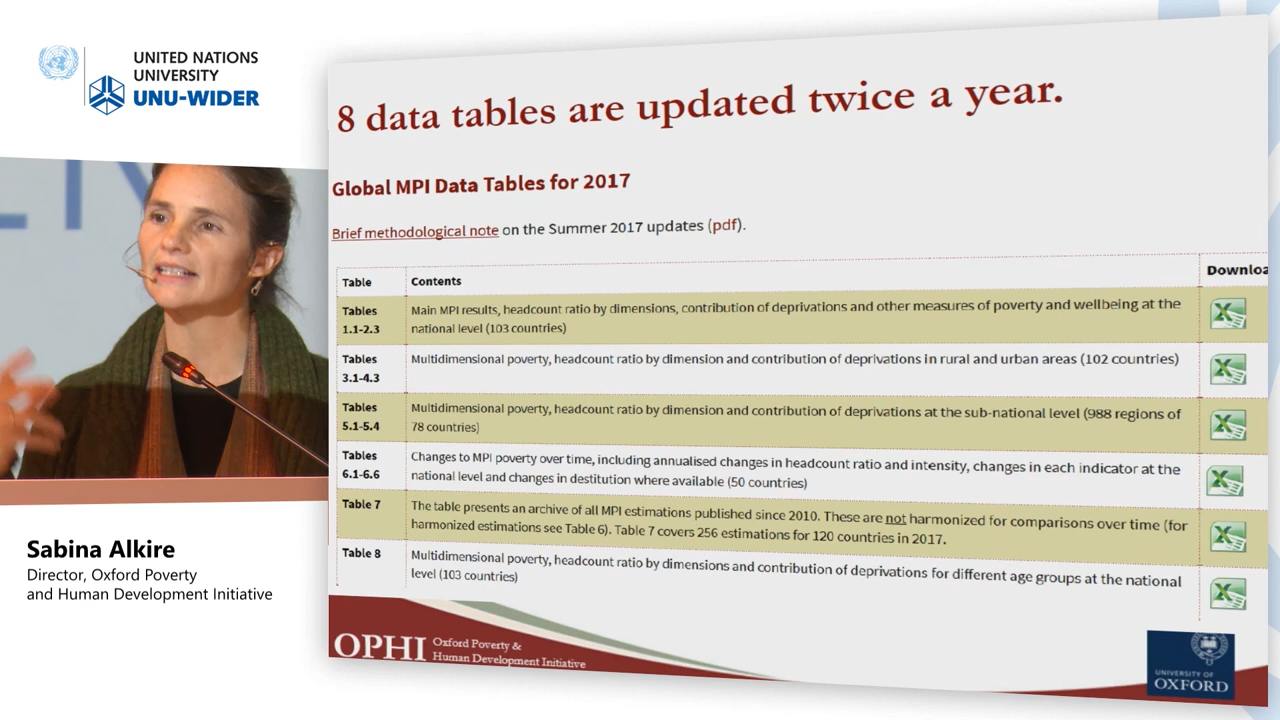 UNITED NATIONS
UNIVERSITY
UNU-WIDER
8 data tables are updated twice a year.
Global MPI Data Tables for 2017
Brief methodological note on the Summer 2017 updates (pdf).
Table Contents Downloa
Tables
1.1-2.3
Main MPI results, headcount ratio by dimensions, contribution of deprivations and other measures of poverty and wellbeing at the
national level (103 countries)
Tables
3.1-4.3
Multidimensional poverty, headcount ratio by dimension and contribution of deprivations in rural and urban areas (102 countries)
Tables
5.1-5.4
Multidimensional poverty, headcount ratio by dimension and contribution of deprivations at the sub-national level (988 regions of
78 countries)
Tables
6.1-6.6
Changes to MPI poverty over time, including annualised changes in headcount ratio and intensity, changes in each indicator at the
national level and changes in destitution where available (50 countries)
Table 7
The table presents an archive of all MPI estimations published since 2010. These are not harmonized for comparisons over time (for
harmonized estimations see Table 6). Table 7 covers 256 estimations for 120 countries in 2017.
Table 8
Multidimensional poverty, headcount ratio by dimensions and contribution of deprivations for different age groups at the national
level (103 countries)
Sabina Alkire
Director, Oxford Poverty
and Human Development Initiative
OPHI
Oxford Poverty &
Human Development Initiative
UNIVERSITY OF
OXFORD